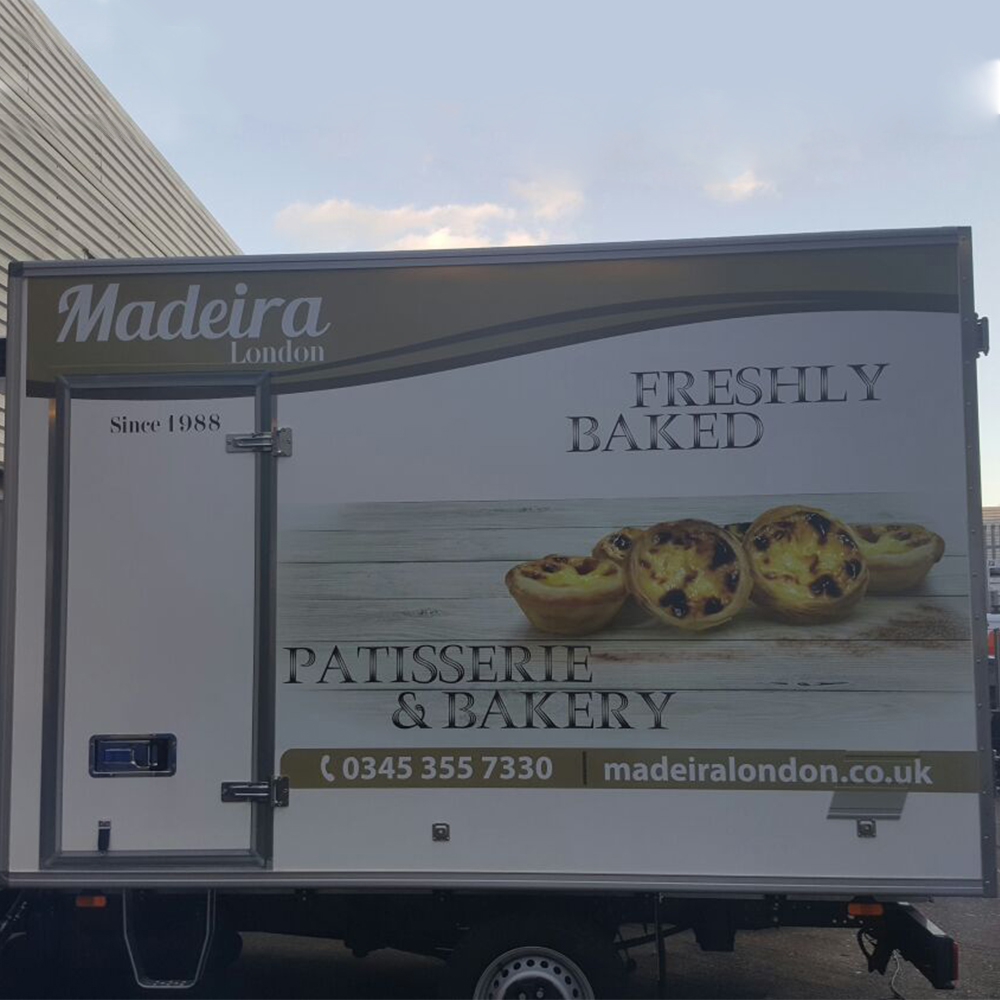 Madeira
London
Since 1988
FRESHLY
BAKED
PATISSERIE
& BAKERY
0345 355 7330 | madeiralondon.co.uk